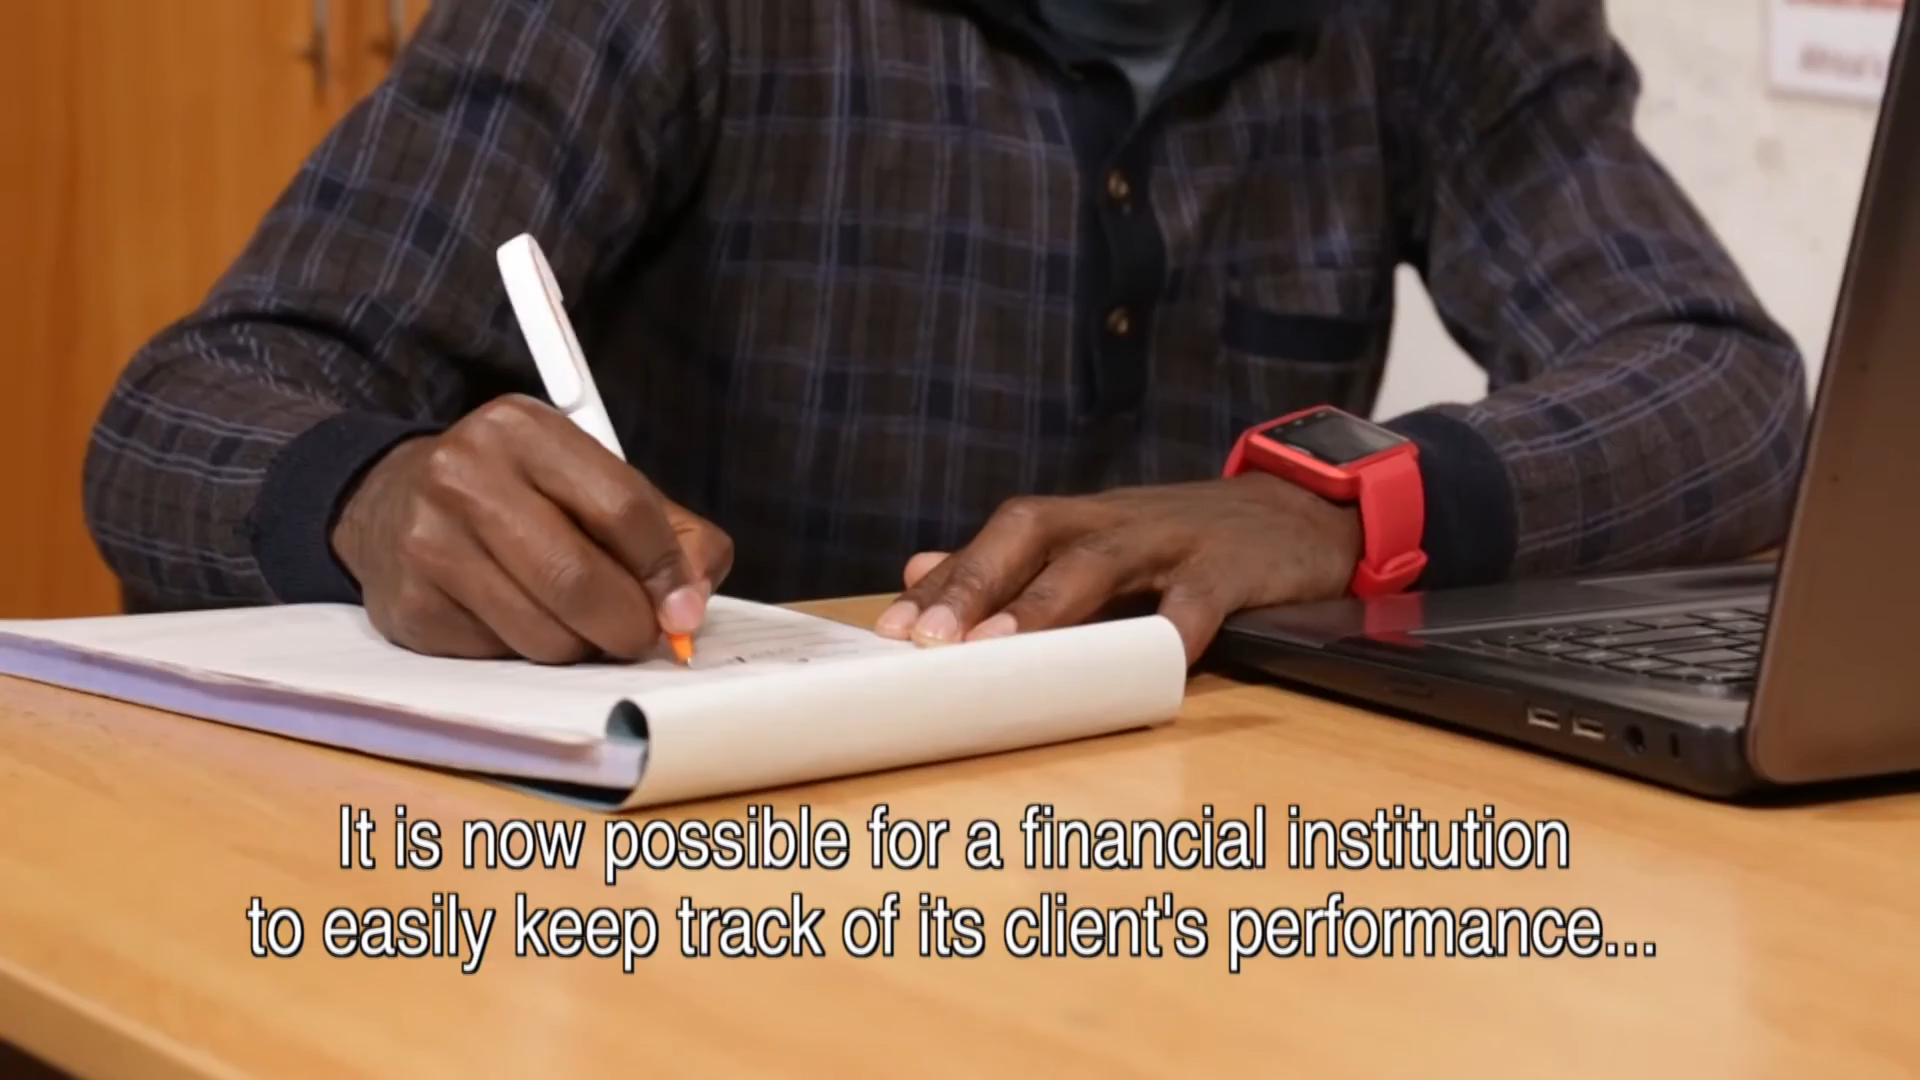 It is now possible for a financial institution
to easily keep track of its client's performance...